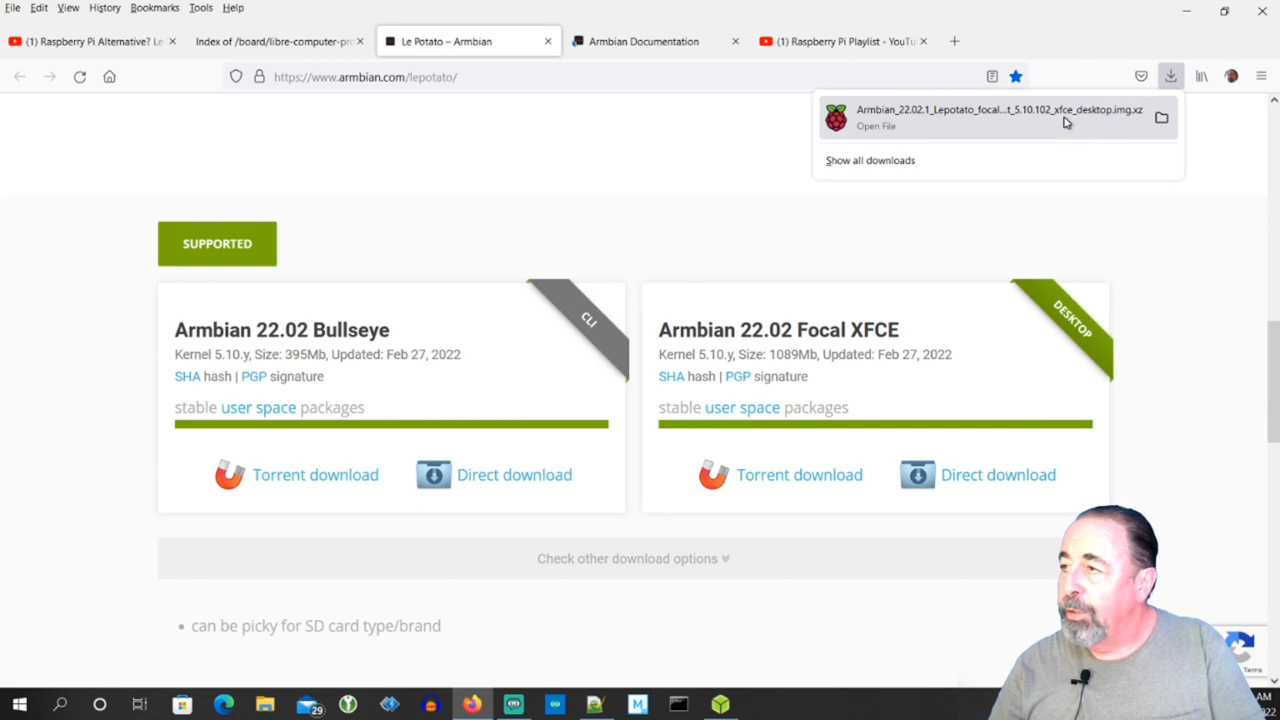 File Edit View History Bookmarks Tools Help
(1) Raspberry Pi Alternative? Le
Index of /board/libre-computer-pr
Le Potato – Armbian
Armbian Documentation
(1) Raspberry Pi Playlist - YouTu
https://www.armbian.com/lepotato/
Armbian_22.02.1_Lepotato_focal...t_5.10.102_xfce_desktop.img.xz
Open File
Show all downloads
SUPPORTED
CLI
Armbian 22.02 Bullseye
Kernel 5.10.y, Size: 395Mb, Updated: Feb 27, 2022
SHA hash | PGP signature
stable user space packages
Torrent download Direct download
DESKTOP
Armbian 22.02 Focal XFCE
Kernel 5.10.y, Size: 1089Mb, Updated: Feb 27, 2022
SHA hash | PGP signature
stable user space packages
Torrent download Direct download
Check other download options
• can be picky for SD card type/brand
Terms
29
M
AM
2022